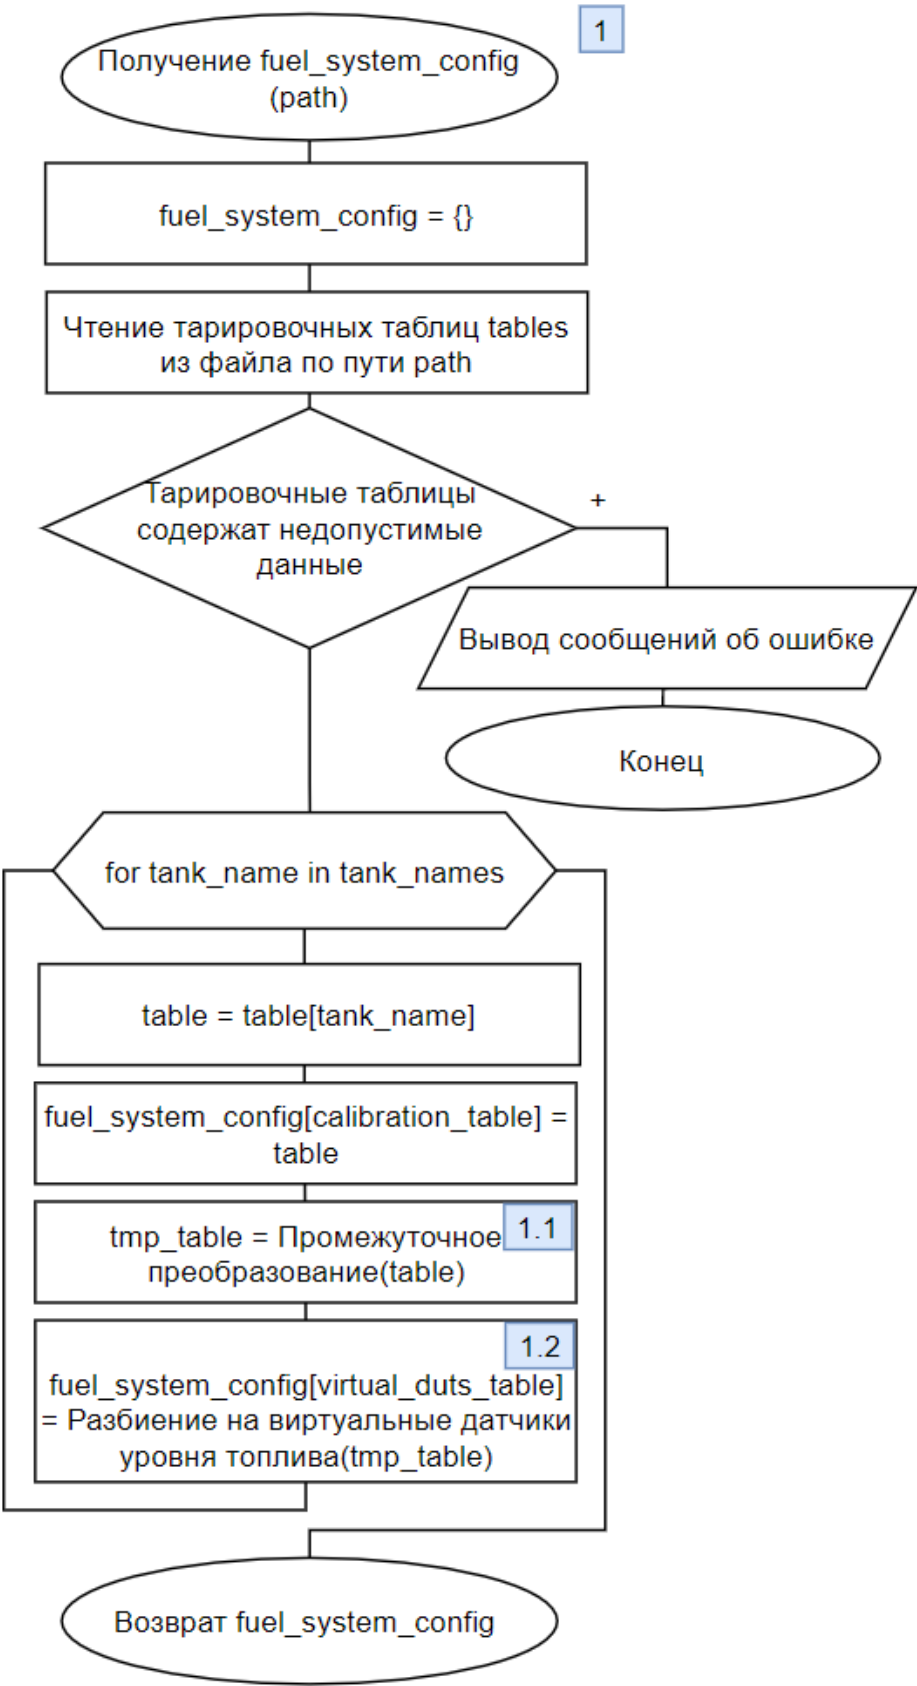 1
Получение fuel_system_config
(path)
fuel_system_config = {}
Чтение тарировочных таблиц tables
из файла по пути path
Тарировочные таблицы
содержат недопустимые
данные
+
Вывод сообщений об ошибке
Конец
for tank_name in tank_names
table = table[tank_name]
fuel_system_config[calibration_table] =
table
1.1
tmp_table = Промежуточное
преобразование(table)
1.2
fuel_system_config[virtual_duts_table]
= Разбиение на виртуальные датчики
уровня топлива(tmp_table)
Возврат fuel_system_config